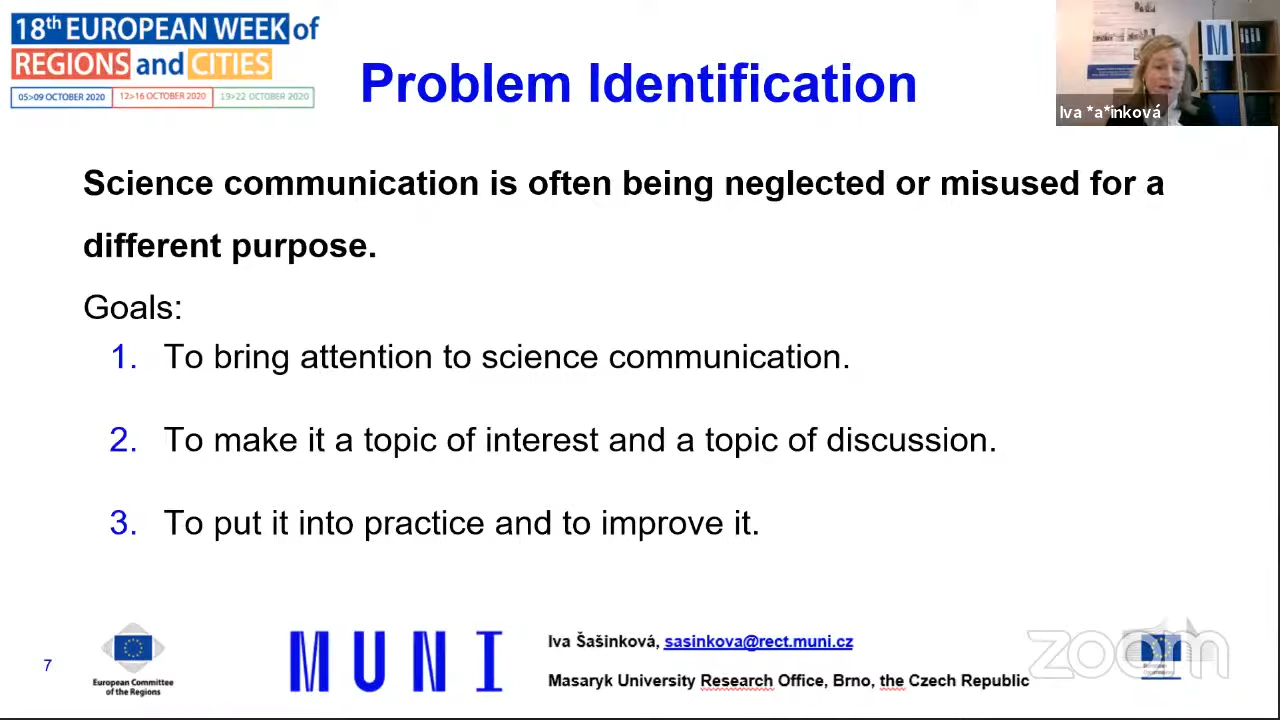 18th EUROPEAN WEEK of
REGIONS and CITIES
05>09 OCTOBER 2020 12>16 OCTOBER 2020 19>22 OCTOBER 2020
Problem Identification
M
Iva *a*inková
Science communication is often being neglected or misused for a
different purpose.
Goals:
1. To bring attention to science communication.
2. To make it a topic of interest and a topic of discussion.
3. To put it into practice and to improve it.
7
European Committee
of the Regions
MUNI
Iva Šašinková, sasinkova@rect.muni.cz
Masaryk University Research Office, Brno, the Czech Republic
zoom